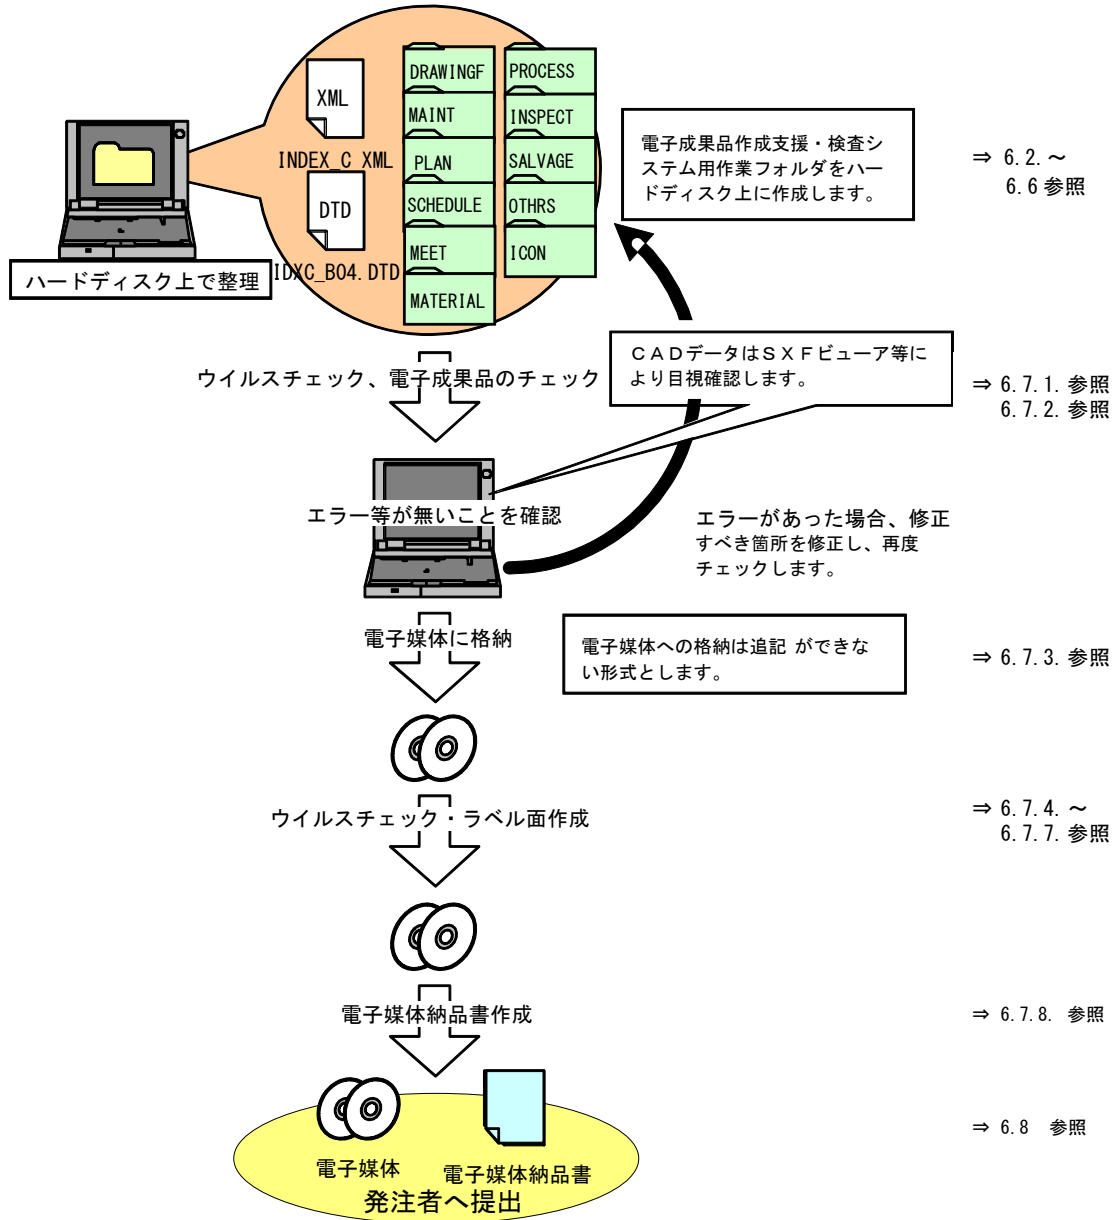 DRAWINGF
PROCESS
XML
MAINT
INSPECT
INDEX_C_XML
PLAN
SALVAGE
DTD
SCHEDULE
OTHRS
MEET
ICON
IDXC_B04.DTD
MATERIAL
ハードディスク上で整理
電子成果品作成支援・検査シ
ステム用作業フォルダをハー
ドディスク上に作成します。
⇒ 6.2.～
6.6 参照
ウイルスチェック、電子成果品のチェック
ＣＡＤデータはＳＸＦビューア等に
より目視確認します。
⇒ 6.7.1. 参照
6.7.2. 参照
エラー等が無いことを確認
エラーがあった場合、修正
すべき箇所を修正し、再度
チェックします。
電子媒体に格納
電子媒体への格納は追記 ができな
い形式とします。
⇒ 6.7.3. 参照
ウイルスチェック・ラベル面作成
⇒ 6.7.4. ～
6.7.7. 参照
電子媒体納品書作成
⇒ 6.7.8. 参照
電子媒体
電子媒体納品書
発注者へ提出
⇒ 6.8 参照